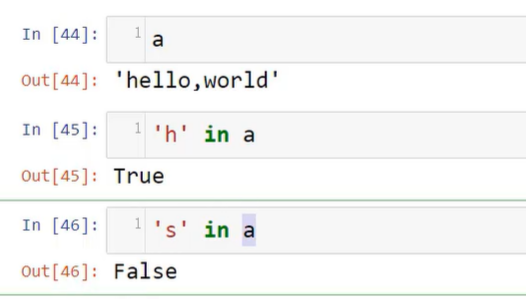 In [44]: 1 a
Out[44]: 'hello,world'
In [45]: 1 'h' in a
Out[45]: True
In [46]: 1 's' in a
Out[46]: False